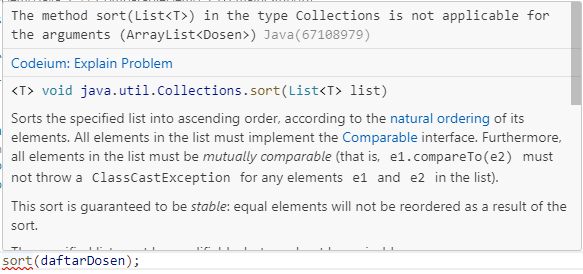 The method sort(List<T>) in the type Collections is not applicable for
the arguments (ArrayList<Dosen>) Java(67108979)
Codeium: Explain Problem
<T> void java.util.Collections.sort(List<T> list)
Sorts the specified list into ascending order, according to the natural ordering of its
elements. All elements in the list must implement the Comparable interface. Furthermore,
all elements in the list must be mutually comparable (that is, e1.compareTo(e2) must
not throw a ClassCastException for any elements e1 and e2 in the list).
This sort is guaranteed to be stable: equal elements will not be reordered as a result of the
sort.
sort(daftarDosen);